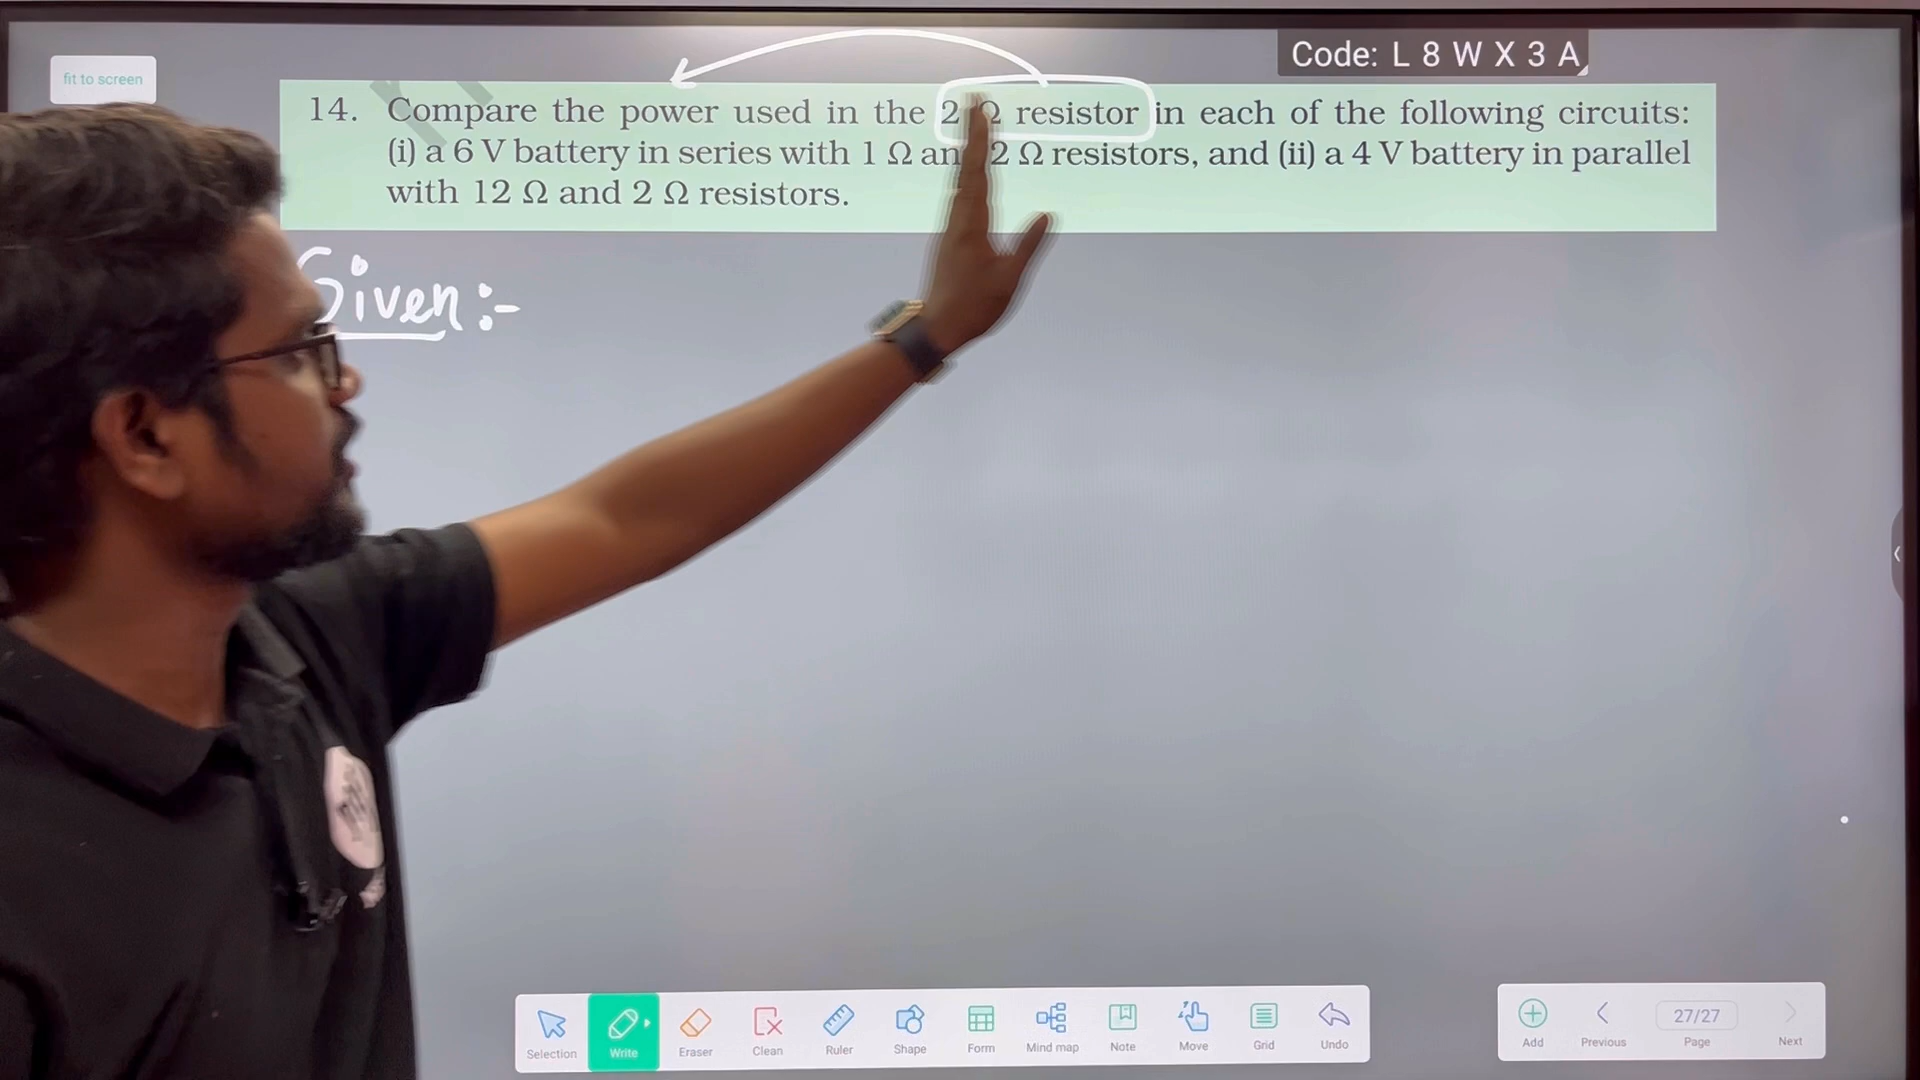 fit to screen
Code: L 8 W X 3 A
14. Compare the power used in the 2 Ω resistor in each of the following circuits:
(i) a 6 V battery in series with 1 Ω an 2 Ω resistors, and (ii) a 4 V battery in parallel
with 12 Ω and 2 Ω resistors.
Given :-
Selection
Write
Eraser
Clean
Ruler
Shape
Form
Mind map
Note
Move
Grid
Undo
Add
Previous
27/27
Page
Next